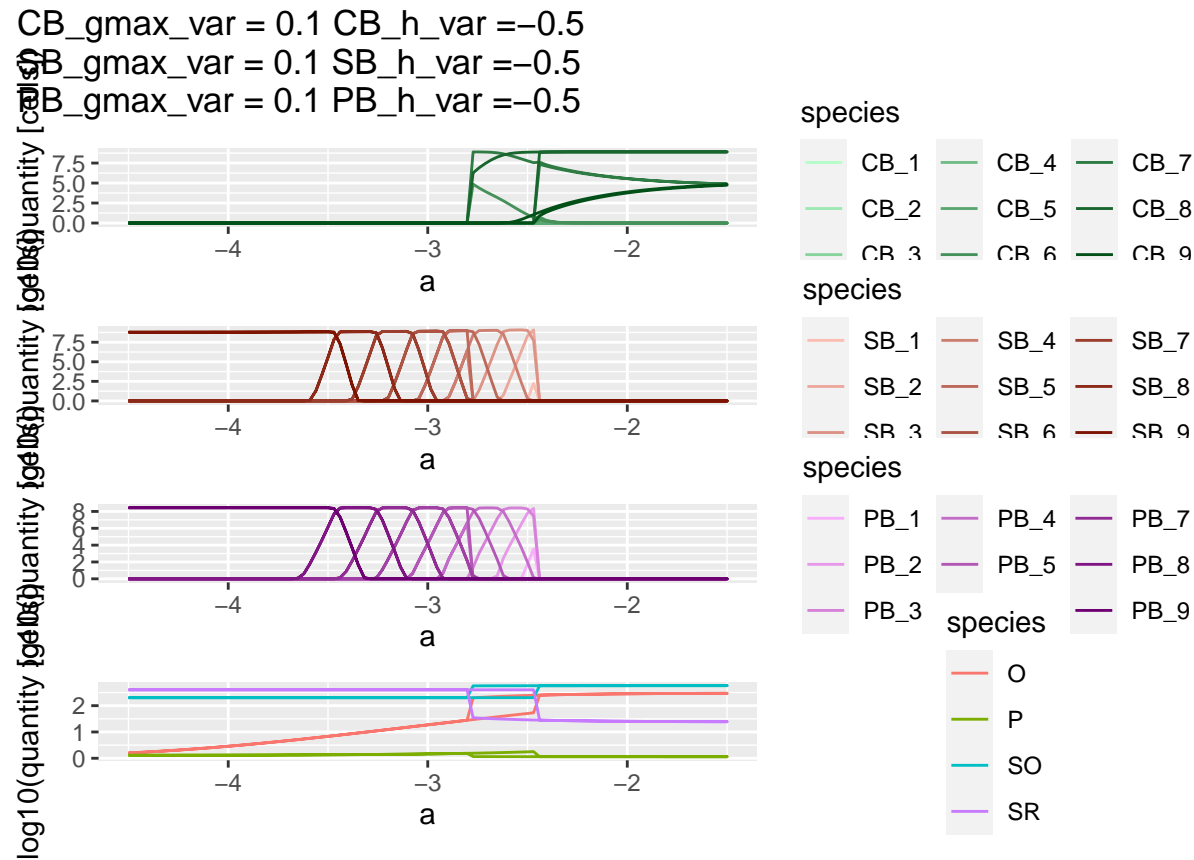 CB_gmax_var = 0.1 CB_h_var =−0.5
SB_gmax_var = 0.1 SB_h_var =−0.5
PB_gmax_var = 0.1 PB_h_var =−0.5
7.5
5.0
2.5
0.0
−4 −3 −2
a
species
CB_1 CB_4 CB_7
CB_2 CB_5 CB_8
CB_3 CB_6 CB_9
7.5
5.0
2.5
0.0
−4 −3 −2
a
species
SB_1 SB_4 SB_7
SB_2 SB_5 SB_8
SB_3 SB_6 SB_9
8
6
4
2
0
−4 −3 −2
a
species
PB_1 PB_4 PB_7
PB_2 PB_5 PB_8
PB_3 PB_9
log10(quantity
2
1
0
−4 −3 −2
a
species
O
P
SO
SR